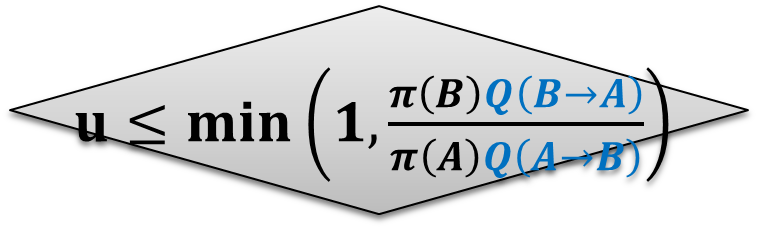 u ≤ min (1, π(B)Q(B→A) / π(A)Q(A→B))